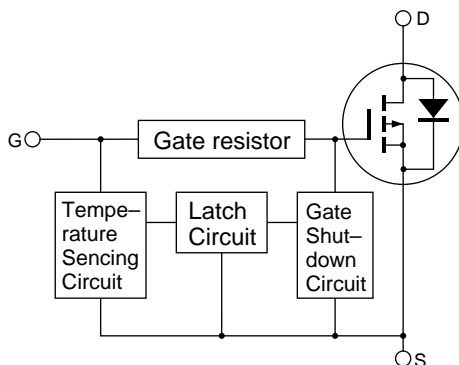 D
G
Gate resistor
Tempe–
rature
Sencing
Circuit
Latch
Circuit
Gate
Shut–
down
Circuit
S